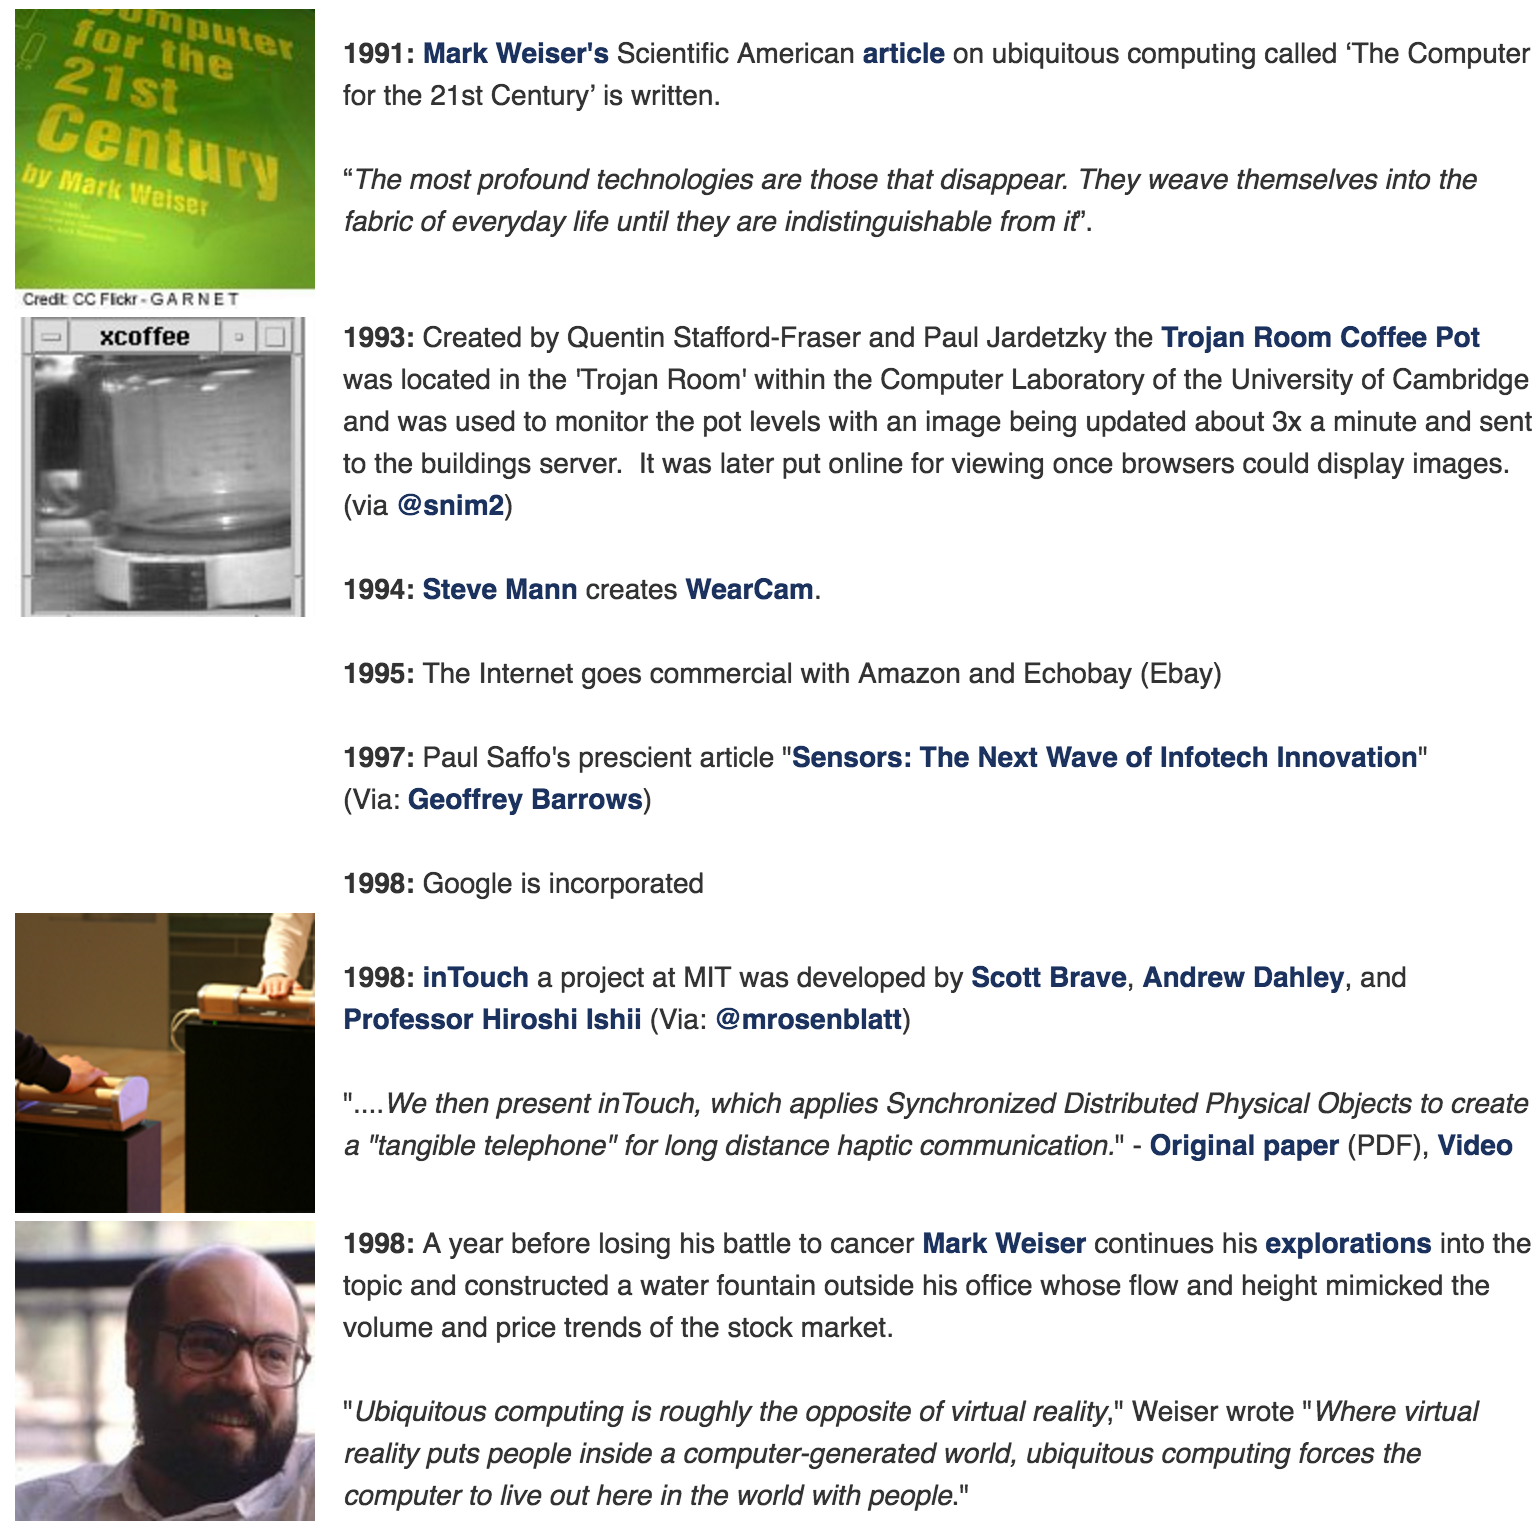 Computer
for the
21st
Century
by Mark Weiser
Credit: CC Flickr - G A R N E T
1991: Mark Weiser's Scientific American article on ubiquitous computing called ‘The Computer
for the 21st Century’ is written.
“The most profound technologies are those that disappear. They weave themselves into the
fabric of everyday life until they are indistinguishable from it”.
xcoffee
1993: Created by Quentin Stafford-Fraser and Paul Jardetzky the Trojan Room Coffee Pot
was located in the 'Trojan Room' within the Computer Laboratory of the University of Cambridge
and was used to monitor the pot levels with an image being updated about 3x a minute and sent
to the buildings server.  It was later put online for viewing once browsers could display images.
(via @snim2)
1994: Steve Mann creates WearCam.
1995: The Internet goes commercial with Amazon and Echobay (Ebay)
1997: Paul Saffo's prescient article "Sensors: The Next Wave of Infotech Innovation"
(Via: Geoffrey Barrows)
1998: Google is incorporated
1998: inTouch a project at MIT was developed by Scott Brave, Andrew Dahley, and
Professor Hiroshi Ishii (Via: @mrosenblatt)
"....We then present inTouch, which applies Synchronized Distributed Physical Objects to create
a "tangible telephone" for long distance haptic communication." - Original paper (PDF), Video
1998: A year before losing his battle to cancer Mark Weiser continues his explorations into the
topic and constructed a water fountain outside his office whose flow and height mimicked the
volume and price trends of the stock market.
"Ubiquitous computing is roughly the opposite of virtual reality," Weiser wrote "Where virtual
reality puts people inside a computer-generated world, ubiquitous computing forces the
computer to live out here in the world with people."